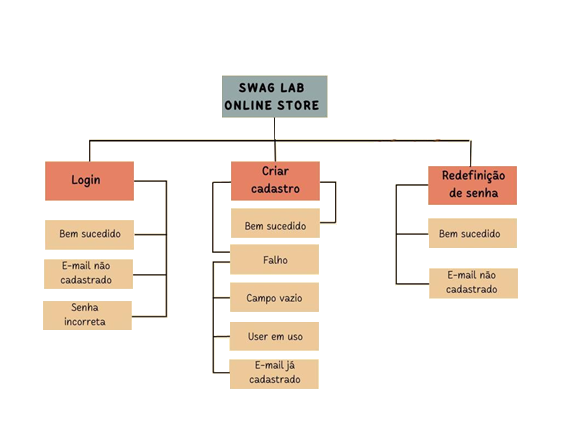 SWAG LAB
ONLINE STORE
Login
Bem sucedido
E-mail não
cadastrado
Senha
incorreta
Criar
cadastro
Bem sucedido
Falho
Campo vazio
User em uso
E-mail já
cadastrado
Redefinição
de senha
Bem sucedido
E-mail não
cadastrado